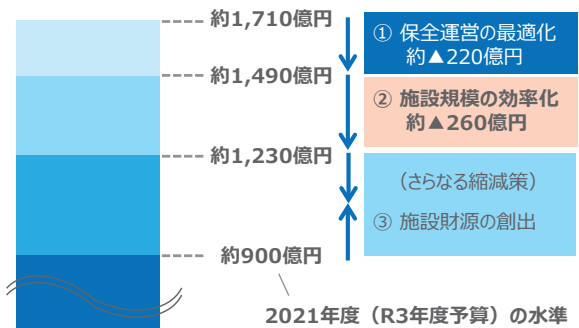 約1,710億円
① 保全運営の最適化
約▲220億円
約1,490億円
② 施設規模の効率化
約▲260億円
約1,230億円
（さらなる縮減策）
③ 施設財源の創出
約900億円
2021年度（R3年度予算）の水準